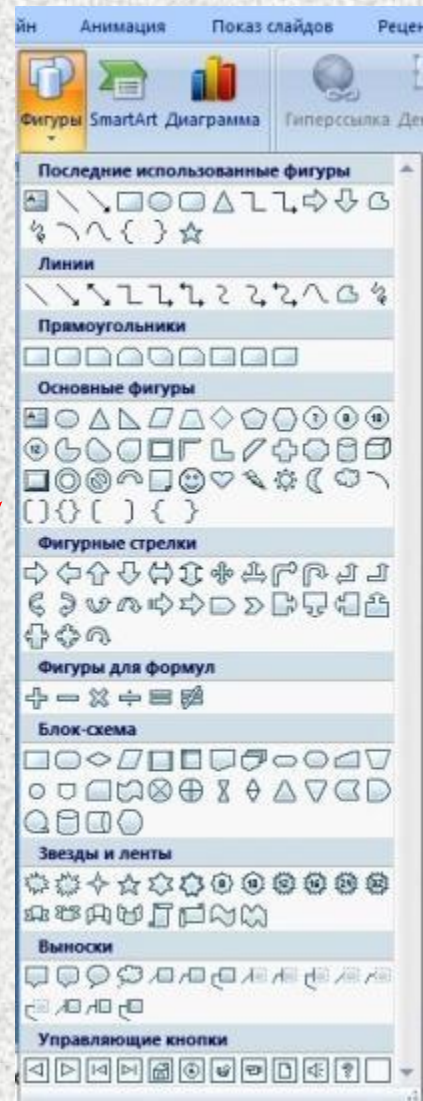 йн Анимация Показ слайдов Рецен
Фигуры SmartArt Диаграмма Гиперссылка Де
Последние использованные фигуры
Линии
Прямоугольники
Основные фигуры
Фигурные стрелки
Фигуры для формул
Блок-схема
Звезды и ленты
Выноски
Управляющие кнопки